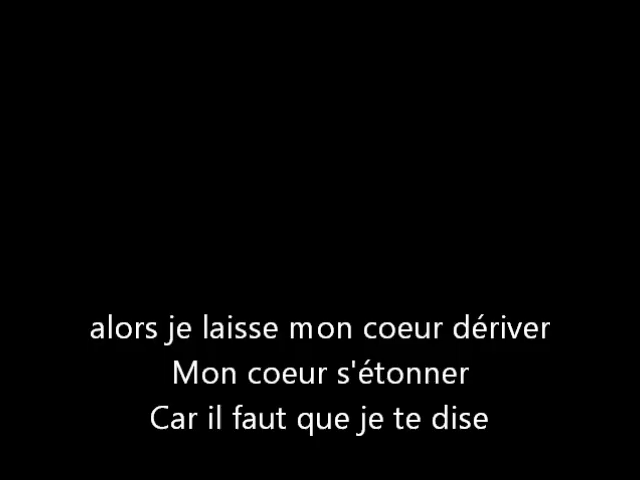 alors je laisse mon coeur dériver
Mon coeur s'étonner
Car il faut que je te dise